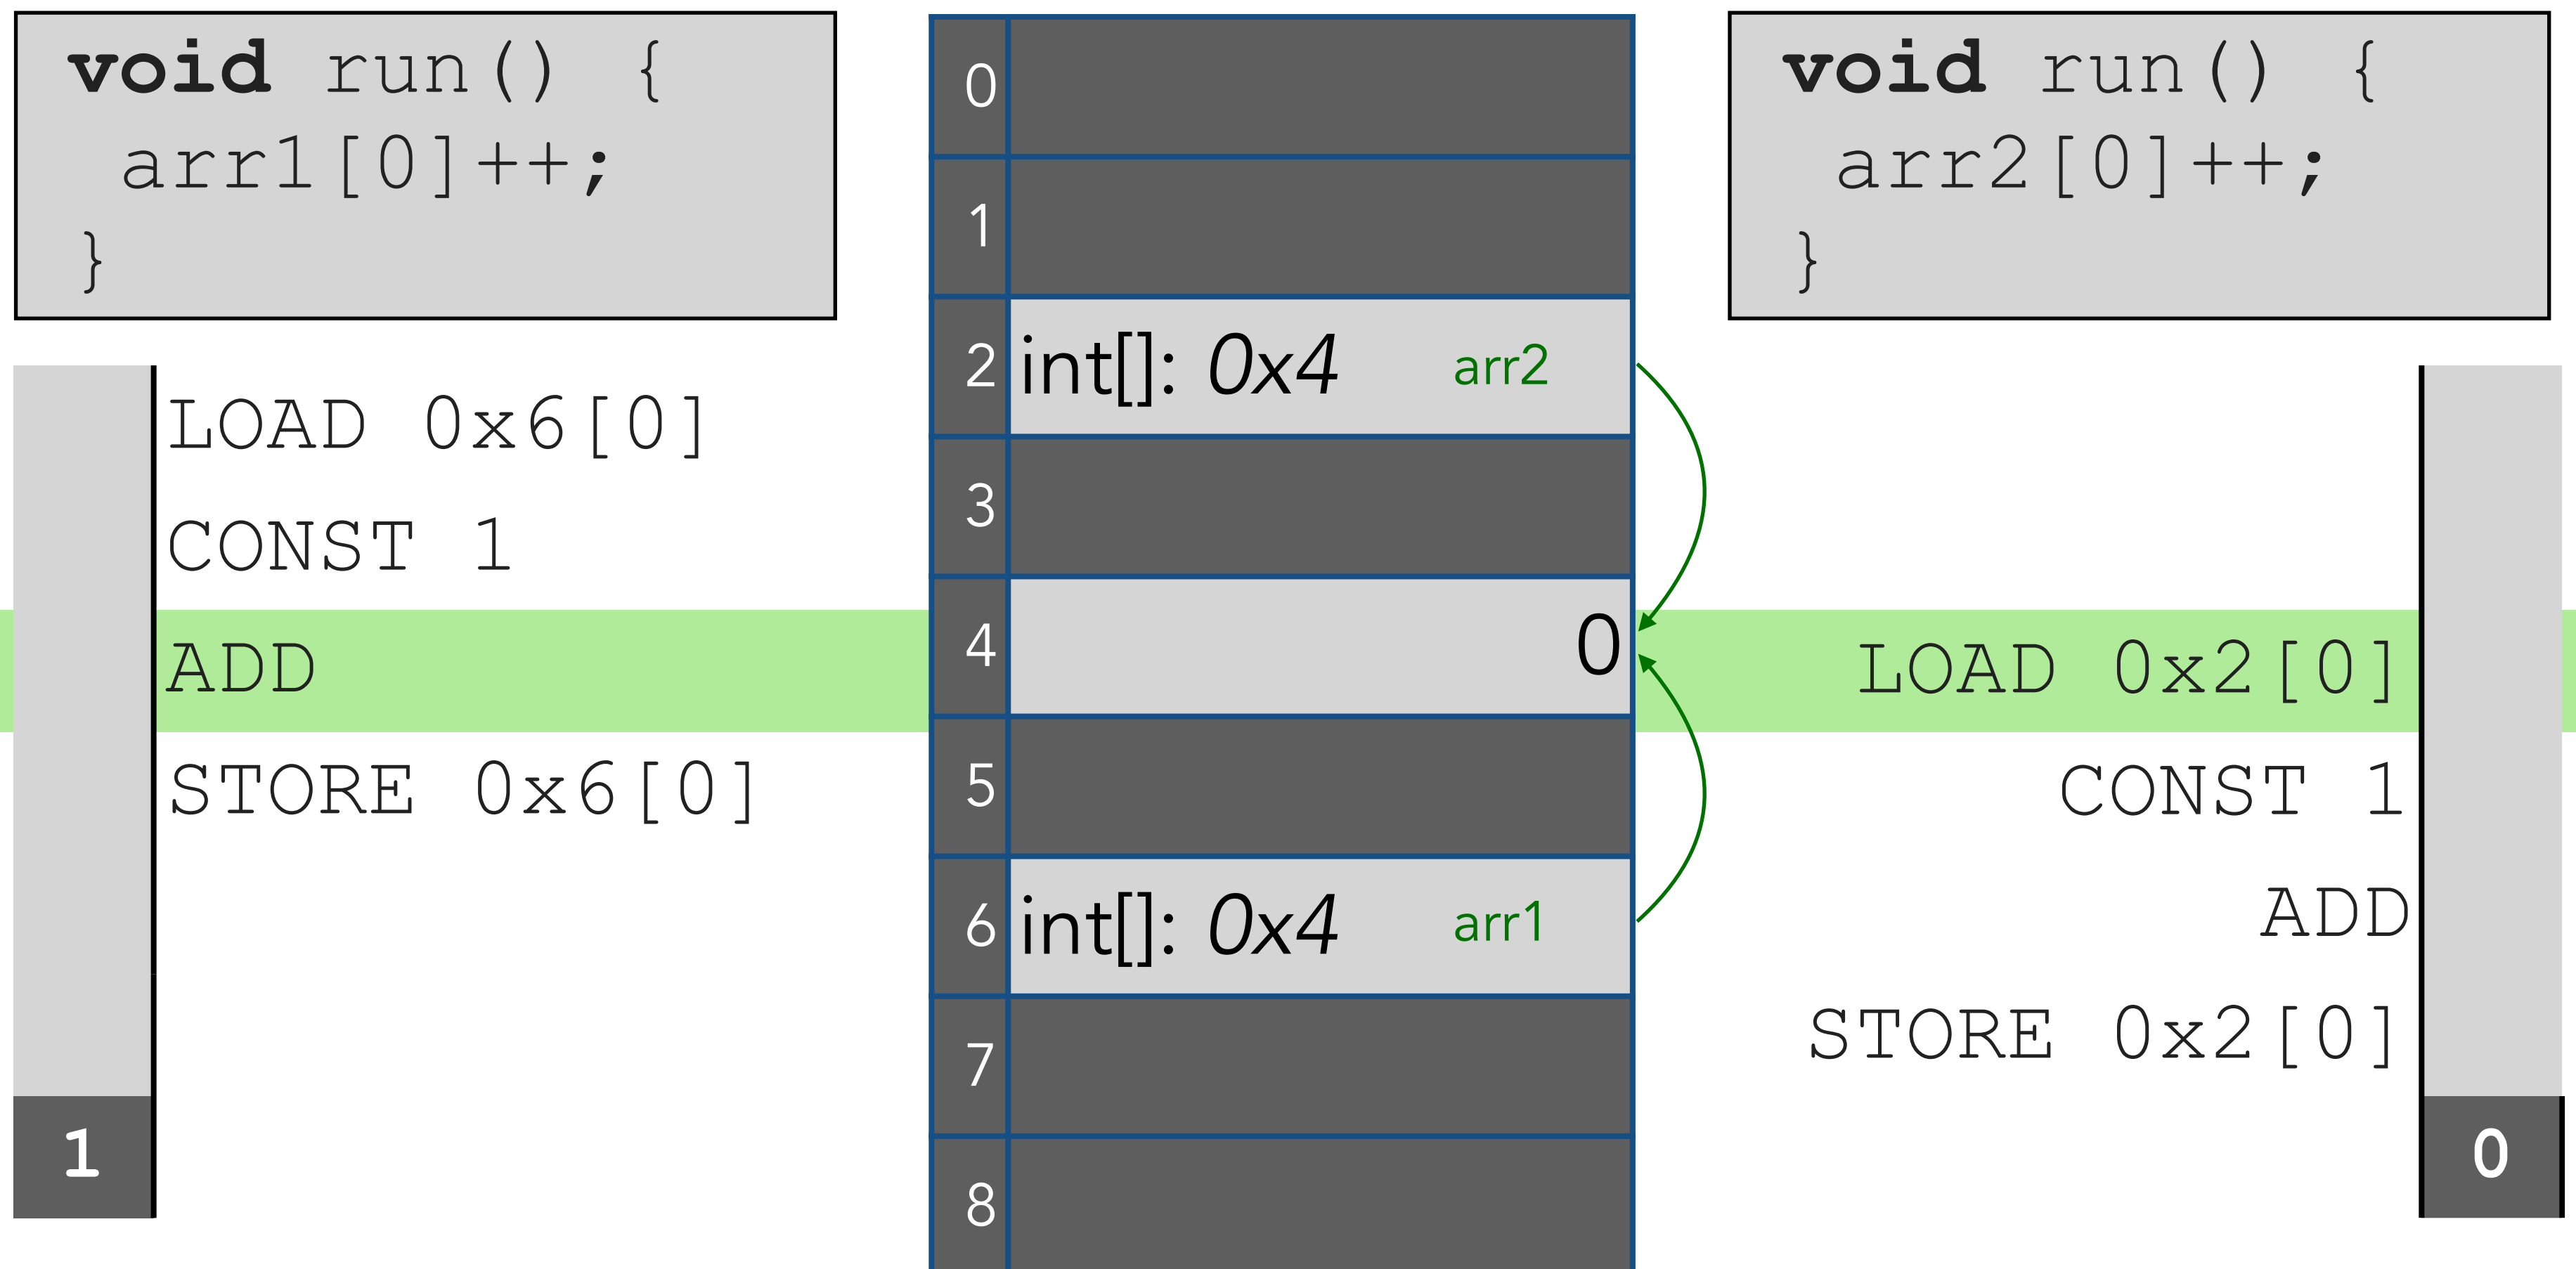 void run() {
arr1[0]++;
}
LOAD 0x6[0]
CONST 1
ADD
STORE 0x6[0]
1
0
1
2 int[]: 0x4 arr2
3
4 0
5
6 int[]: 0x4 arr1
7
8
void run() {
arr2[0]++;
}
LOAD 0x2[0]
CONST 1
ADD
STORE 0x2[0]
0